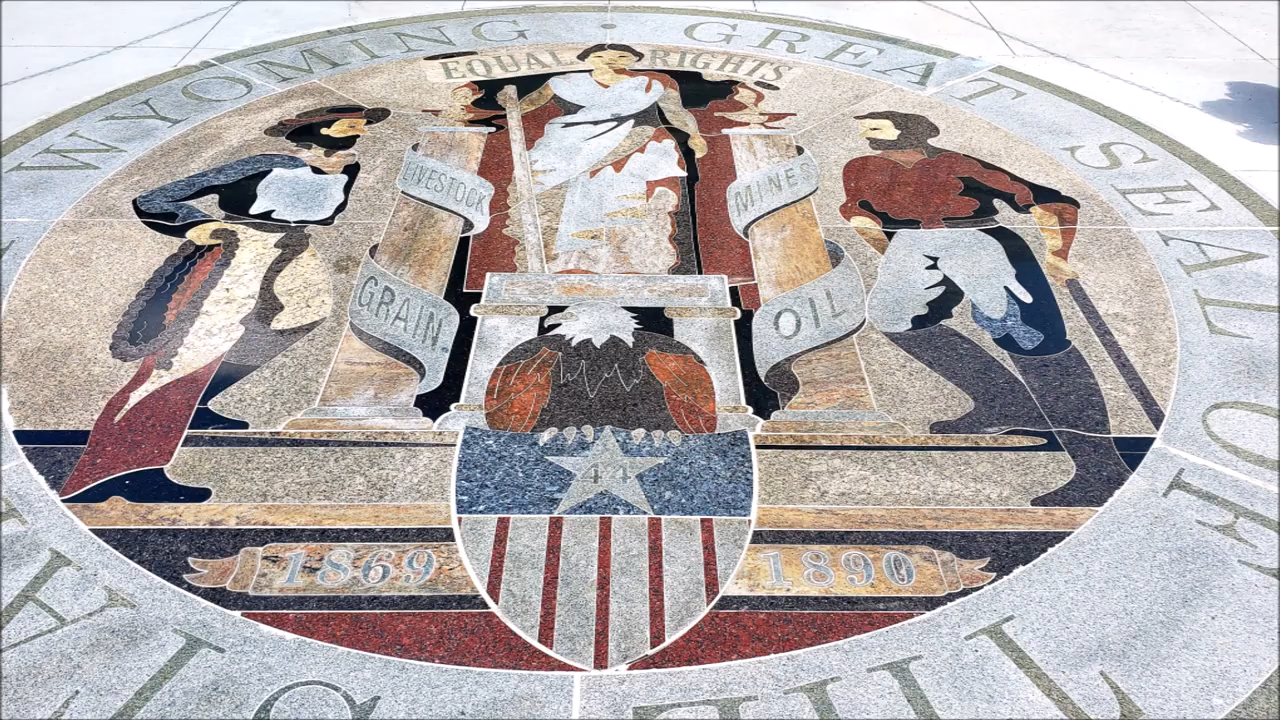 WYOMING • GREAT SEAL OF THE
EQUAL RIGHTS
LIVESTOCK
MINES
GRAIN
OIL
44
1869
1890